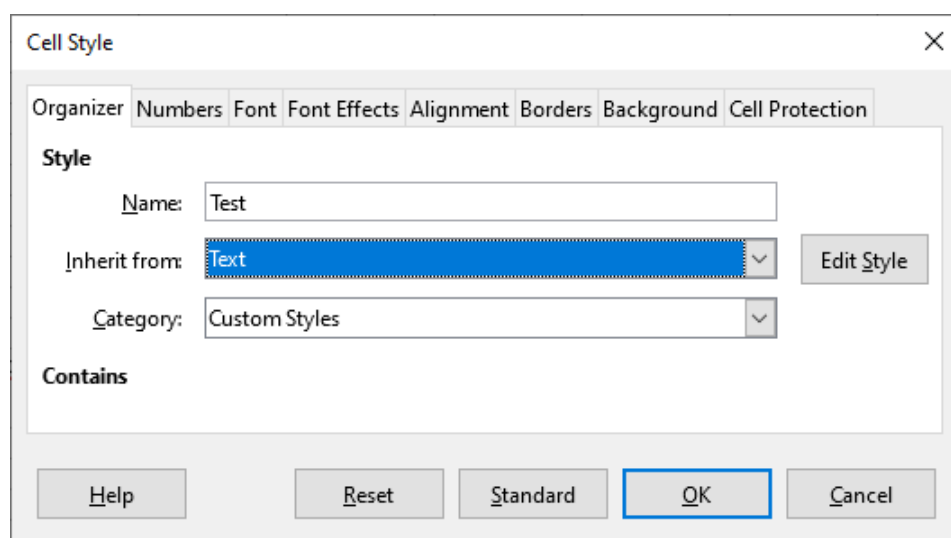 Cell Style
Organizer Numbers Font Font Effects Alignment Borders Background Cell Protection
Style
Name: Test
Inherit from: Text Edit Style
Category: Custom Styles
Contains
Help Reset Standard OK Cancel